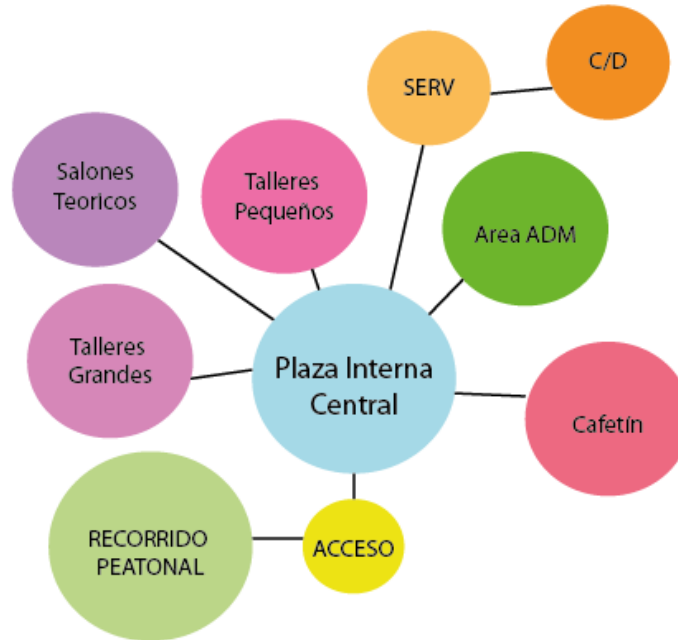 C/D
SERV
Salones
Teoricos
Talleres
Pequeños
Area ADM
Talleres
Grandes
Plaza Interna
Central
Cafetín
RECORRIDO
PEATONAL
ACCESO